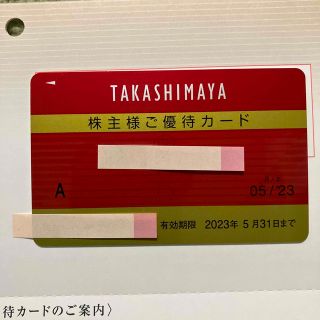 TAKASHIMAYA
株主様ご優待カード
A
05/'23
有効期限 2023年 5月31日まで
待カードのご案内〉